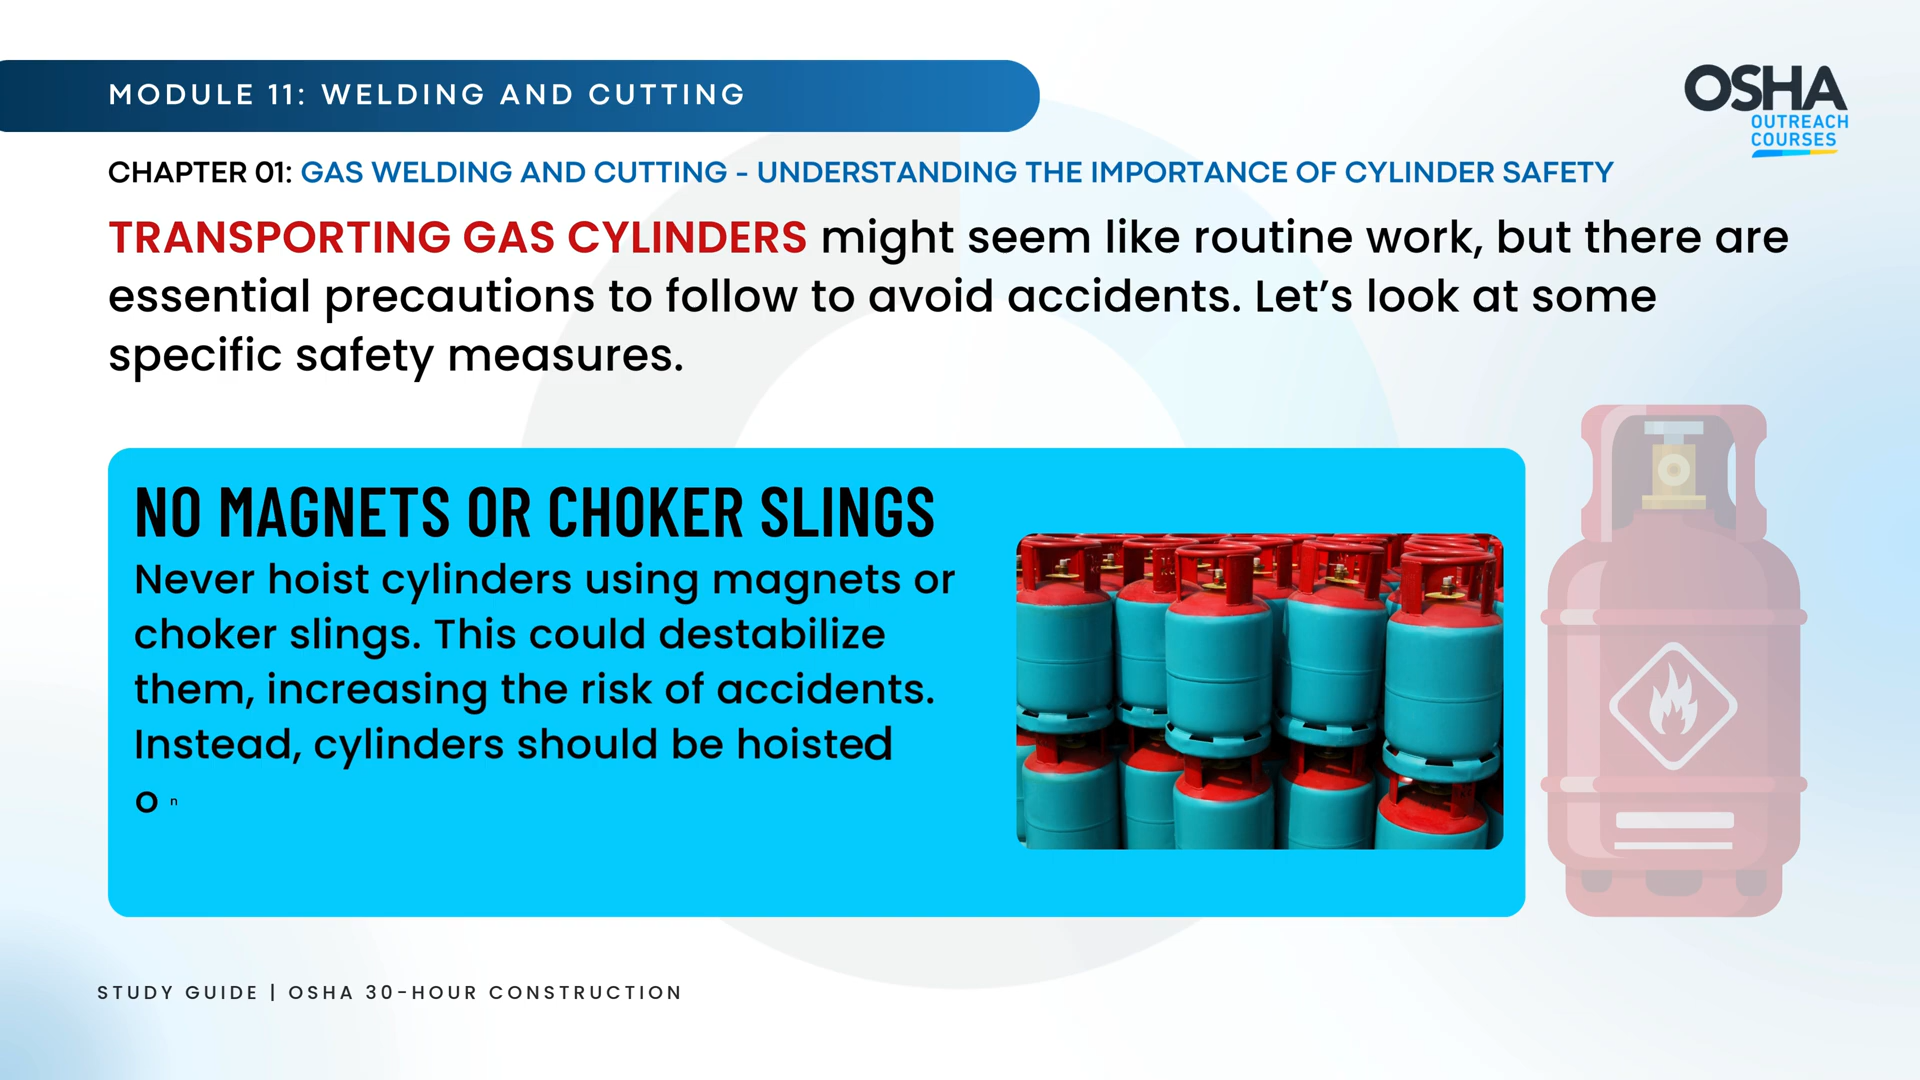 MODULE 11: WELDING AND CUTTING
OSHA
OUTREACH
COURSES
CHAPTER 01: GAS WELDING AND CUTTING - UNDERSTANDING THE IMPORTANCE OF CYLINDER SAFETY
TRANSPORTING GAS CYLINDERS might seem like routine work, but there are
essential precautions to follow to avoid accidents. Let’s look at some
specific safety measures.
NO MAGNETS OR CHOKER SLINGS
Never hoist cylinders using magnets or
choker slings. This could destabilize
them, increasing the risk of accidents.
Instead, cylinders should be hoisted
on
STUDY GUIDE | OSHA 30-HOUR CONSTRUCTION